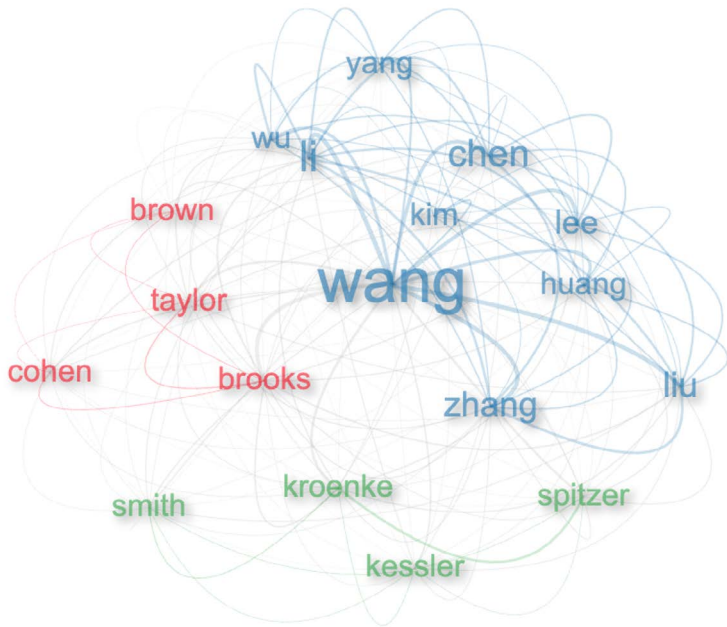 yang
wu
li
chen
brown
kim
lee
wang
huang
taylor
cohen
brooks
zhang
liu
smith
kroenke
spitzer
kessler